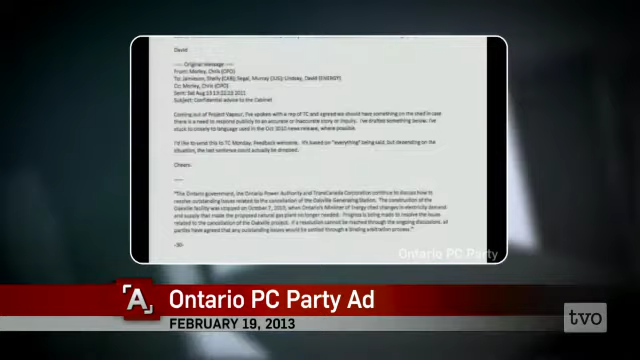 David
----- Original Message -----
From: Morley, Chris (OPO)
To: Jamieson, Shelly (CAB); Segal, Murray (JUS); Lindsay, David (ENERGY)
Cc: Morley, Chris (OPO)
Sent: Sat Aug 13 13:22:22 2011
Subject: Confidential advice to the Cabinet
Coming out of Project Vapour, I've spoken with a rep of TC and agreed we should have something on the shelf in case
there is a need to respond publicly to an accurate or inaccurate story or inquiry. I've drafted something below. I've
stuck closely to language used in the Oct 2010 news release, where possible.
I'd like to send this to TC Monday. Feedback welcome. It's based on "everything" being said, but depending on the
situation, the last sentence could actually be dropped.
Cheers.
-----
"The Ontario government, the Ontario Power Authority and TransCanada Corporation continue to discuss how to
resolve outstanding issues related to the cancellation of the Oakville Generating Station. The construction of the
Oakville facility was stopped on October 7, 2010, when Ontario's Minister of Energy cited changes in electricity demand
and supply that made the proposed natural gas plant no longer needed. Progress is being made to resolve the issues
related to the cancellation of the Oakville project. If a resolution cannot be reached through the ongoing discussion, all
parties have agreed that any outstanding issues would be settled through a binding arbitration process."
-30-
Ontario PC Party
A
Ontario PC Party Ad
FEBRUARY 19, 2013
tvo